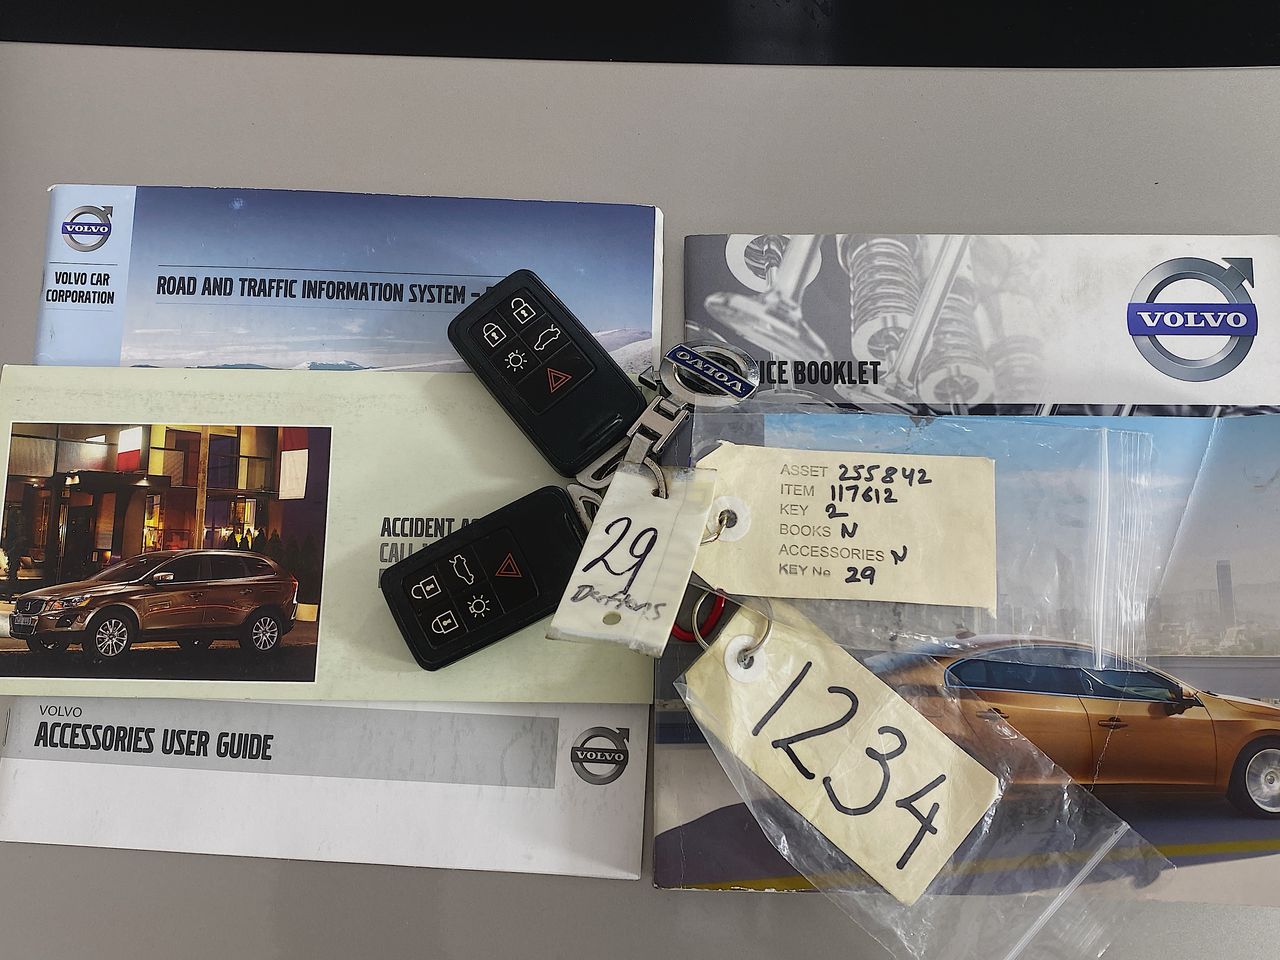 VOLVO
VOLVO CAR
CORPORATION
ROAD AND TRAFFIC INFORMATION SYSTEM –
VOLVO
BOOKLET
VOLVO
ACCIDENT
CALL
ASSET 255842
ITEM 117612
KEY 2
BOOKS N
ACCESSORIES N
KEY No 29
29
1234
VOLVO
ACCESSORIES USER GUIDE
VOLVO